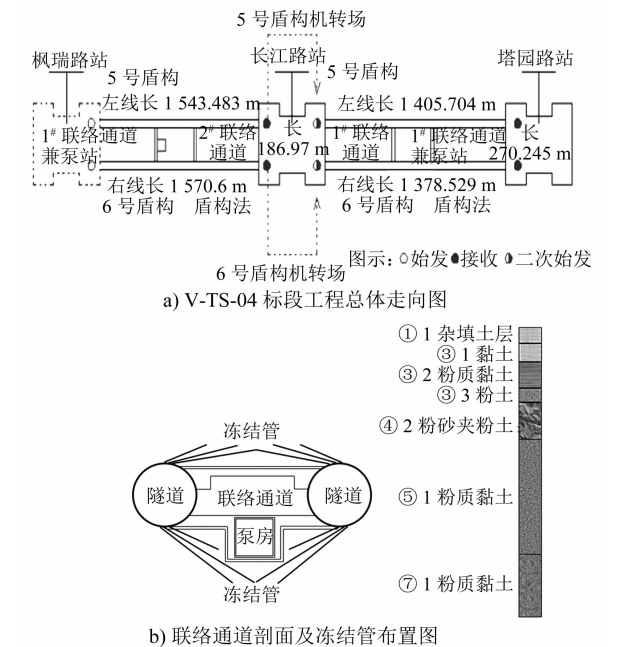 5 号盾构机转场
枫瑞路站
长江路站
塔园路站
5 号盾构
5 号盾构
左线长 1 543.483 m
左线长 1 405.704 m
1# 联络通道
兼泵站
2# 联络
通道
长
186.97 m
1# 联络
通道
1# 联络通道
兼泵站
长
270.245 m
右线长 1 570.6 m
右线长 1 378.529 m
6 号盾构 盾构法
6 号盾构 盾构法
6 号盾构机转场
图示：○始发●接收◑二次始发
a) V-TS-04 标段工程总体走向图
① 1 杂填土层
③ 1 黏土
③ 2 粉质黏土
③ 3 粉土
④ 2 粉砂夹粉土
⑤ 1 粉质黏土
⑦ 1 粉质黏土
冻结管
隧道
联络通道
隧道
泵房
冻结管
b) 联络通道剖面及冻结管布置图